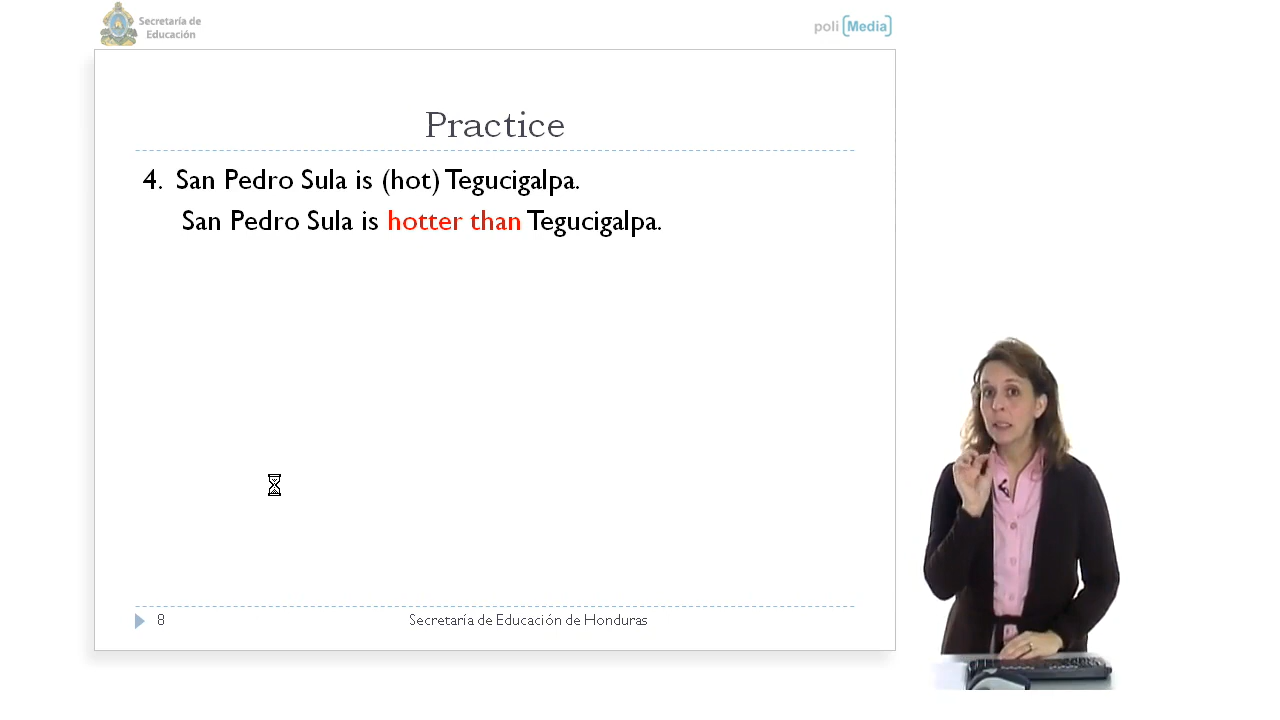 Secretaría de
Educación
poli [Media]
Practice
4. San Pedro Sula is (hot) Tegucigalpa.
San Pedro Sula is hotter than Tegucigalpa.
8
Secretaría de Educación de Honduras